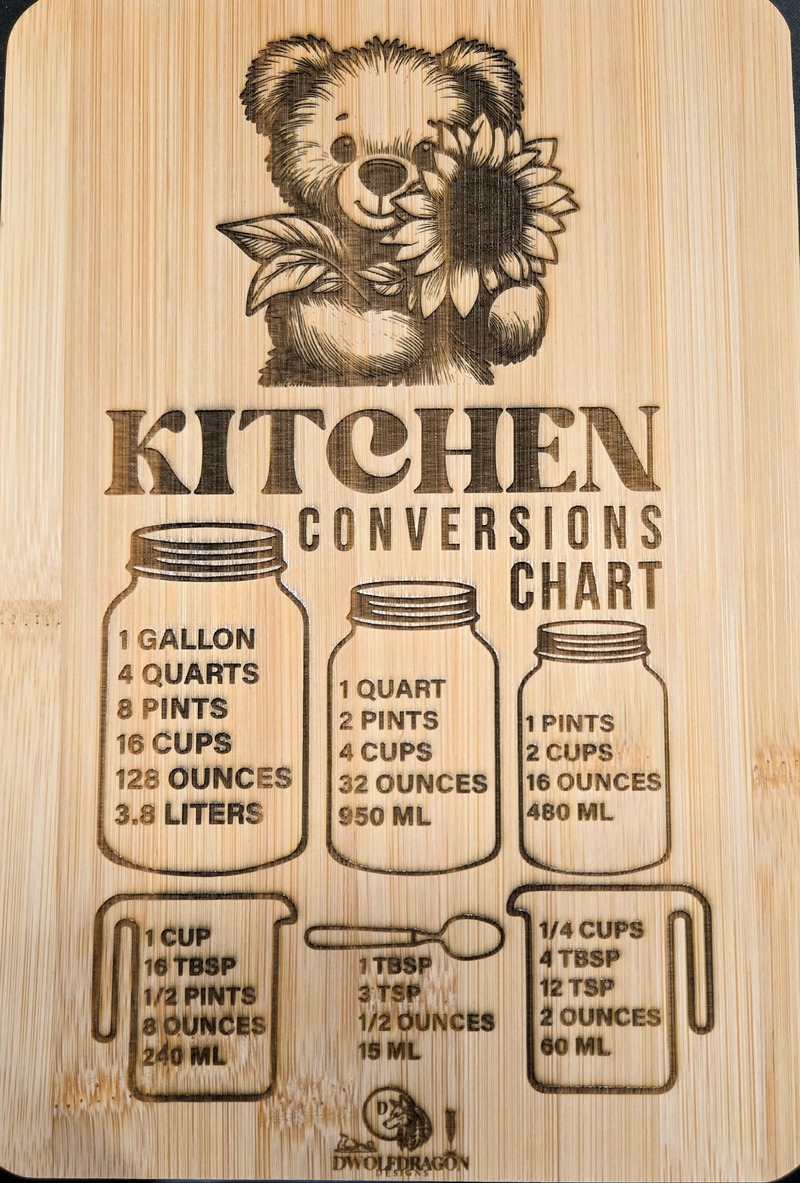 KITCHEN
CONVERSIONS
CHART
1 GALLON
4 QUARTS
8 PINTS
16 CUPS
128 OUNCES
3.8 LITERS
1 QUART
2 PINTS
4 CUPS
32 OUNCES
950 ML
1 PINTS
2 CUPS
16 OUNCES
480 ML
1 CUP
16 TBSP
1/2 PINTS
8 OUNCES
240 ML
1 TBSP
3 TSP
1/2 OUNCES
15 ML
1/4 CUPS
4 TBSP
12 TSP
2 OUNCES
60 ML
D
DWOLFDRAGON
DESIGNS